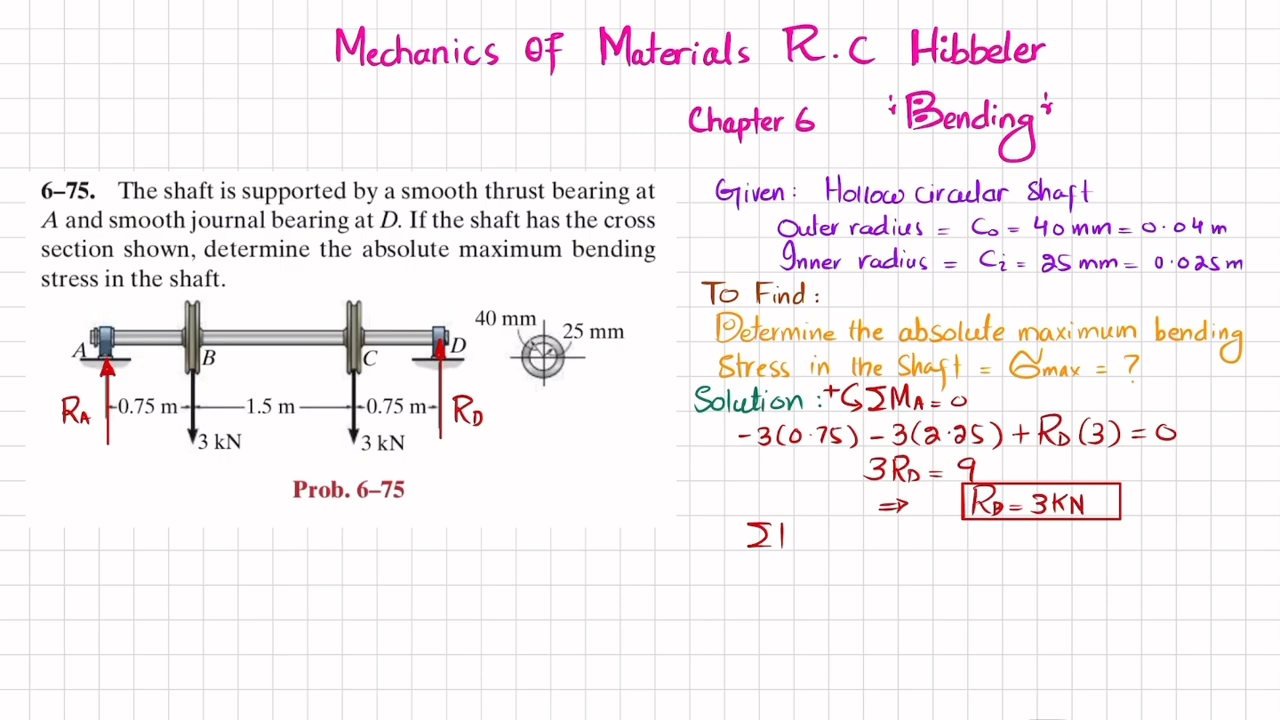 Mechanics Of Materials R.C Hibbeler
Chapter 6 "Bending"
6–75. The shaft is supported by a smooth thrust bearing at
A and smooth journal bearing at D. If the shaft has the cross
section shown, determine the absolute maximum bending
stress in the shaft.
40 mm
25 mm
A
B
C
D
RA
0.75 m
1.5 m
0.75 m
RD
3 kN
3 kN
Prob. 6–75
Given: Hollow circular Shaft
Outer radius = Co = 40 mm = 0.04 m
Inner radius = Ci = 25 mm = 0.025 m
To Find:
Determine the absolute maximum bending
Stress in the Shaft = σmax = ?
Solution: +↺ ΣMA = 0
-3(0.75) - 3(2.25) + RD(3) = 0
3RD = 9
⇒ RD = 3KN
Σ